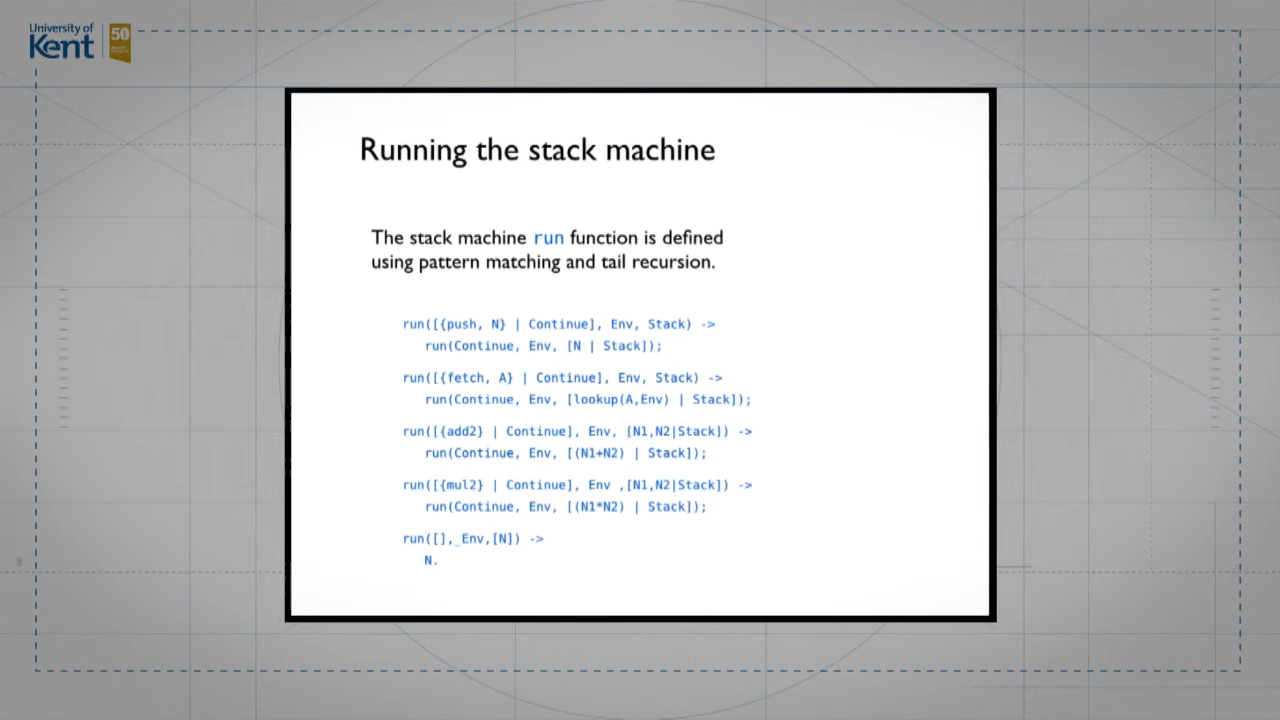 University of
Kent
50
Running the stack machine
The stack machine run function is defined
using pattern matching and tail recursion.
run([{push, N} | Continue], Env, Stack) ->
run(Continue, Env, [N | Stack]);
run([{fetch, A} | Continue], Env, Stack) ->
run(Continue, Env, [lookup(A,Env) | Stack]);
run([{add2} | Continue], Env, [N1,N2|Stack]) ->
run(Continue, Env, [(N1+N2) | Stack]);
run([{mul2} | Continue], Env ,[N1,N2|Stack]) ->
run(Continue, Env, [(N1*N2) | Stack]);
run([],_Env,[N]) ->
N.